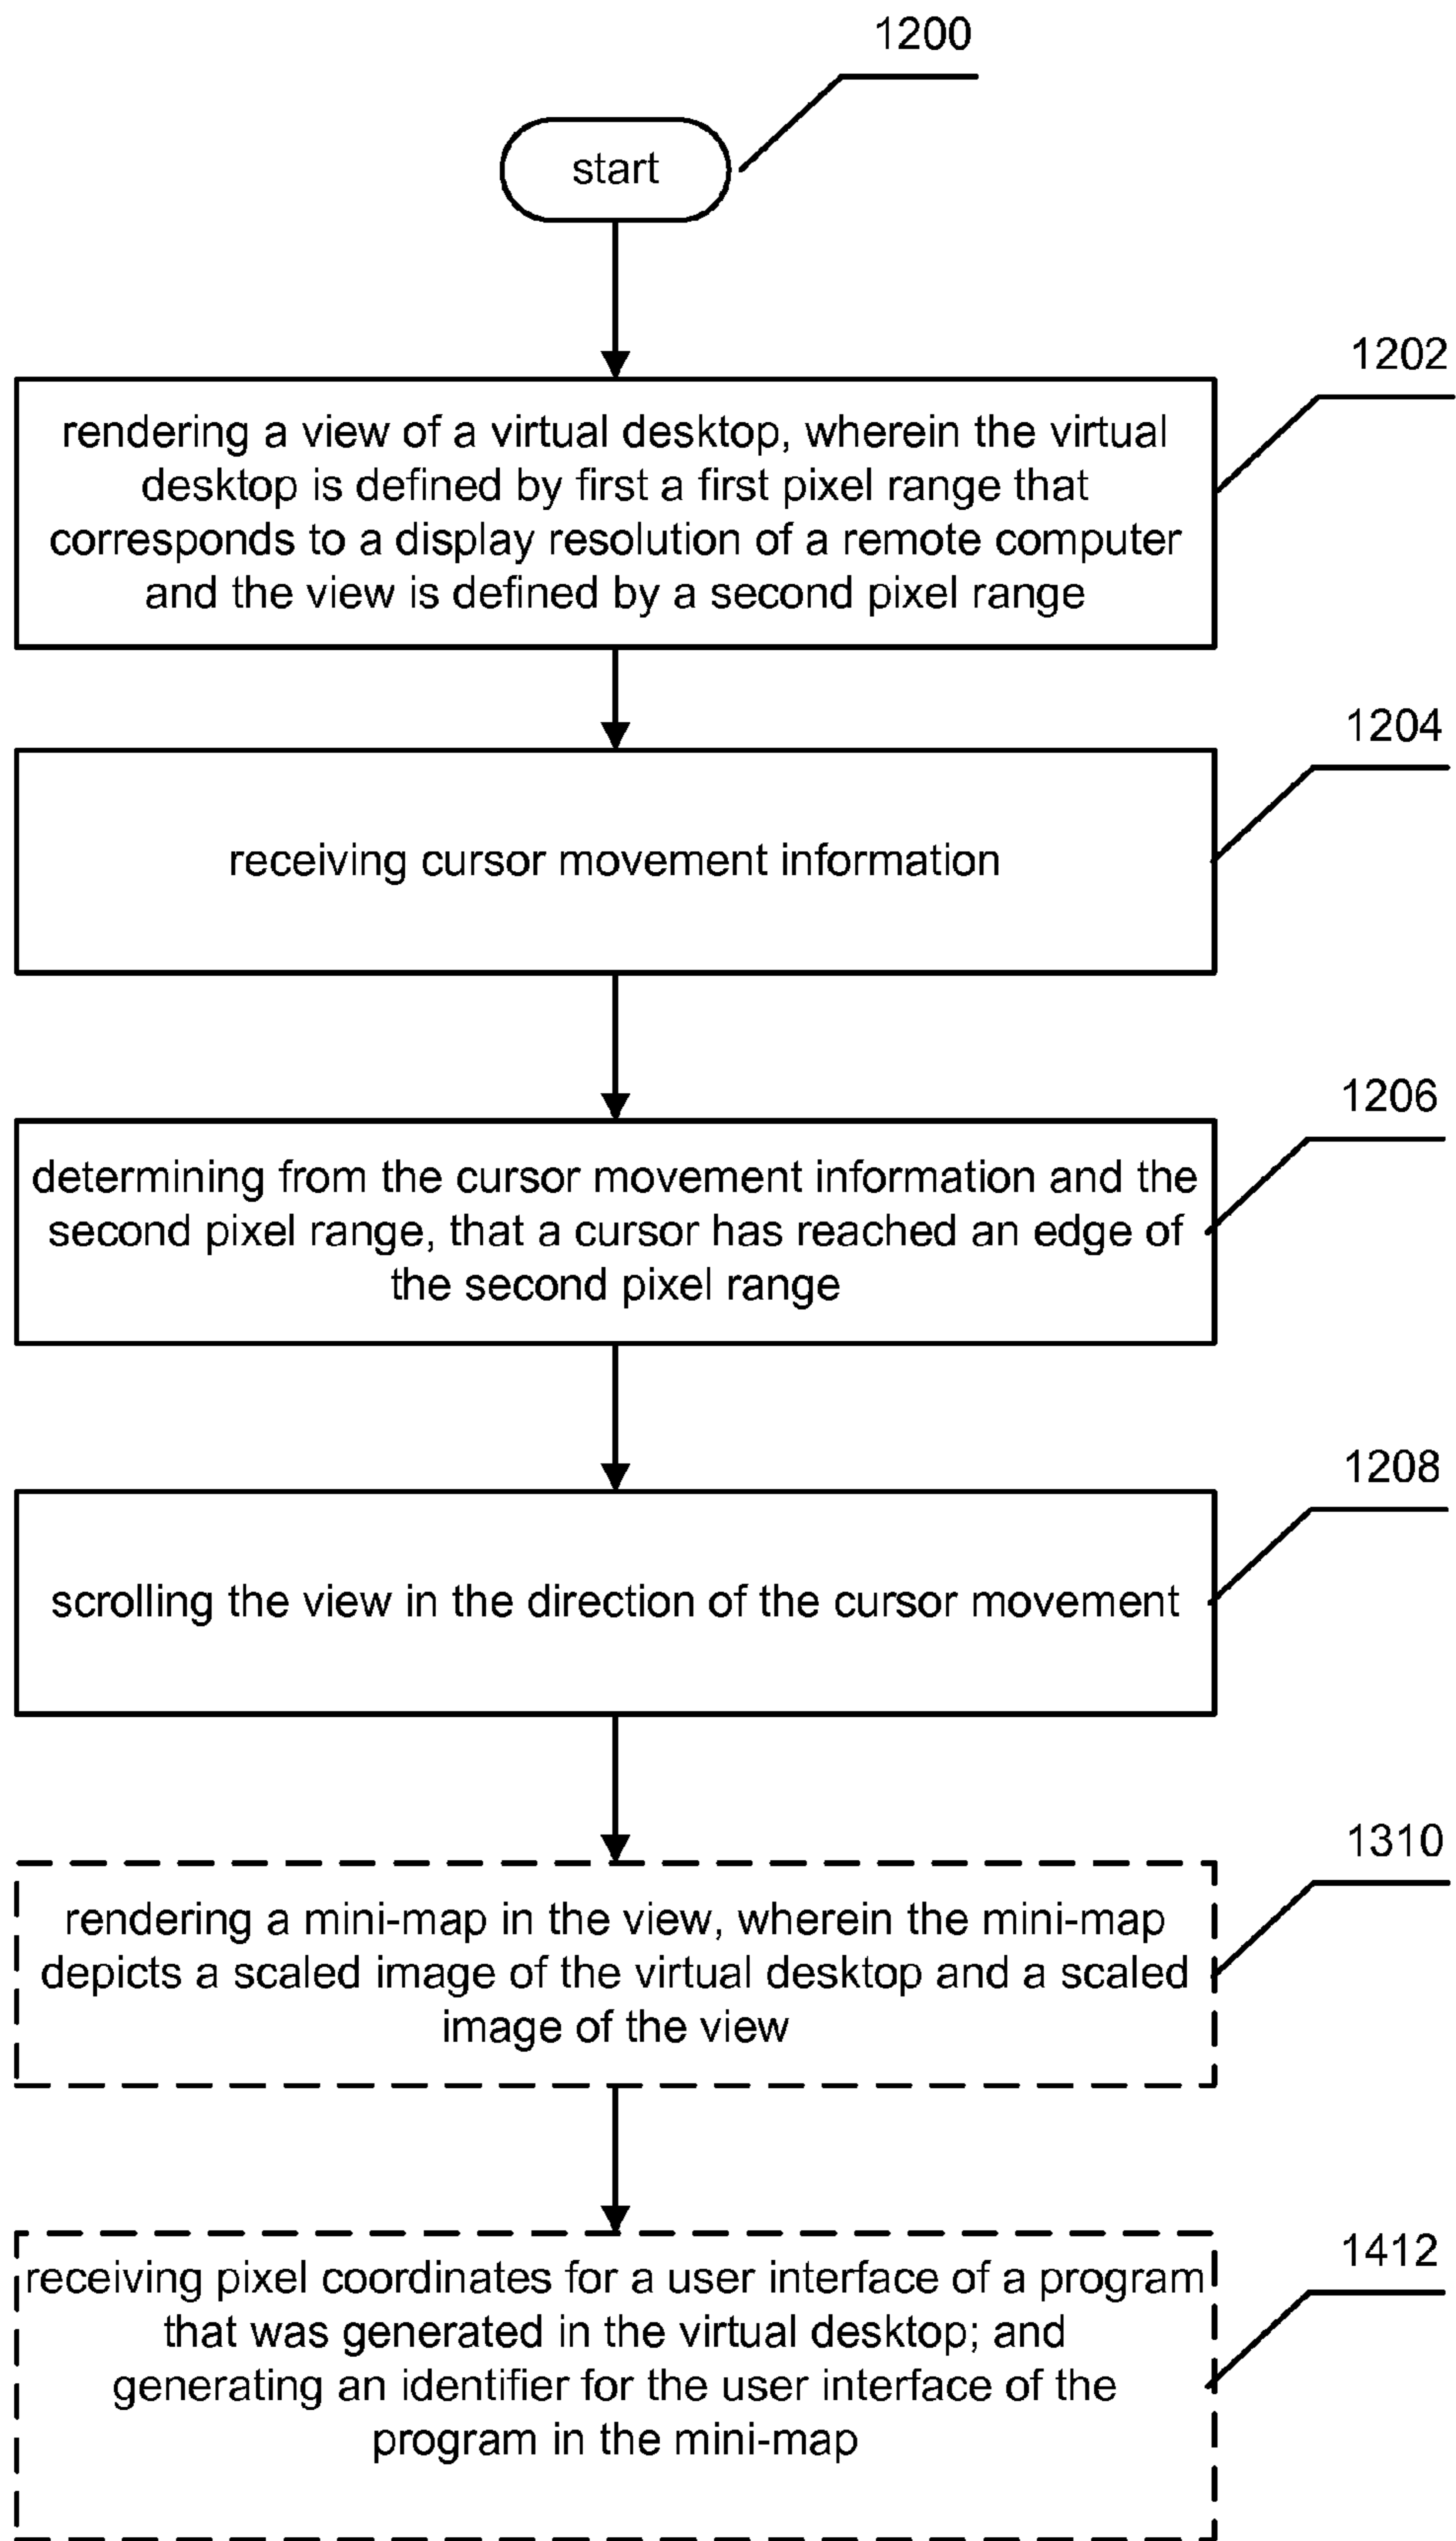 1200
start
1202
rendering a view of a virtual desktop, wherein the virtual
desktop is defined by first a first pixel range that
corresponds to a display resolution of a remote computer
and the view is defined by a second pixel range
1204
receiving cursor movement information
1206
determining from the cursor movement information and the
second pixel range, that a cursor has reached an edge of
the second pixel range
1208
scrolling the view in the direction of the cursor movement
1310
rendering a mini-map in the view, wherein the mini-map
depicts a scaled image of the virtual desktop and a scaled
image of the view
1412
receiving pixel coordinates for a user interface of a program
that was generated in the virtual desktop; and
generating an identifier for the user interface of the
program in the mini-map